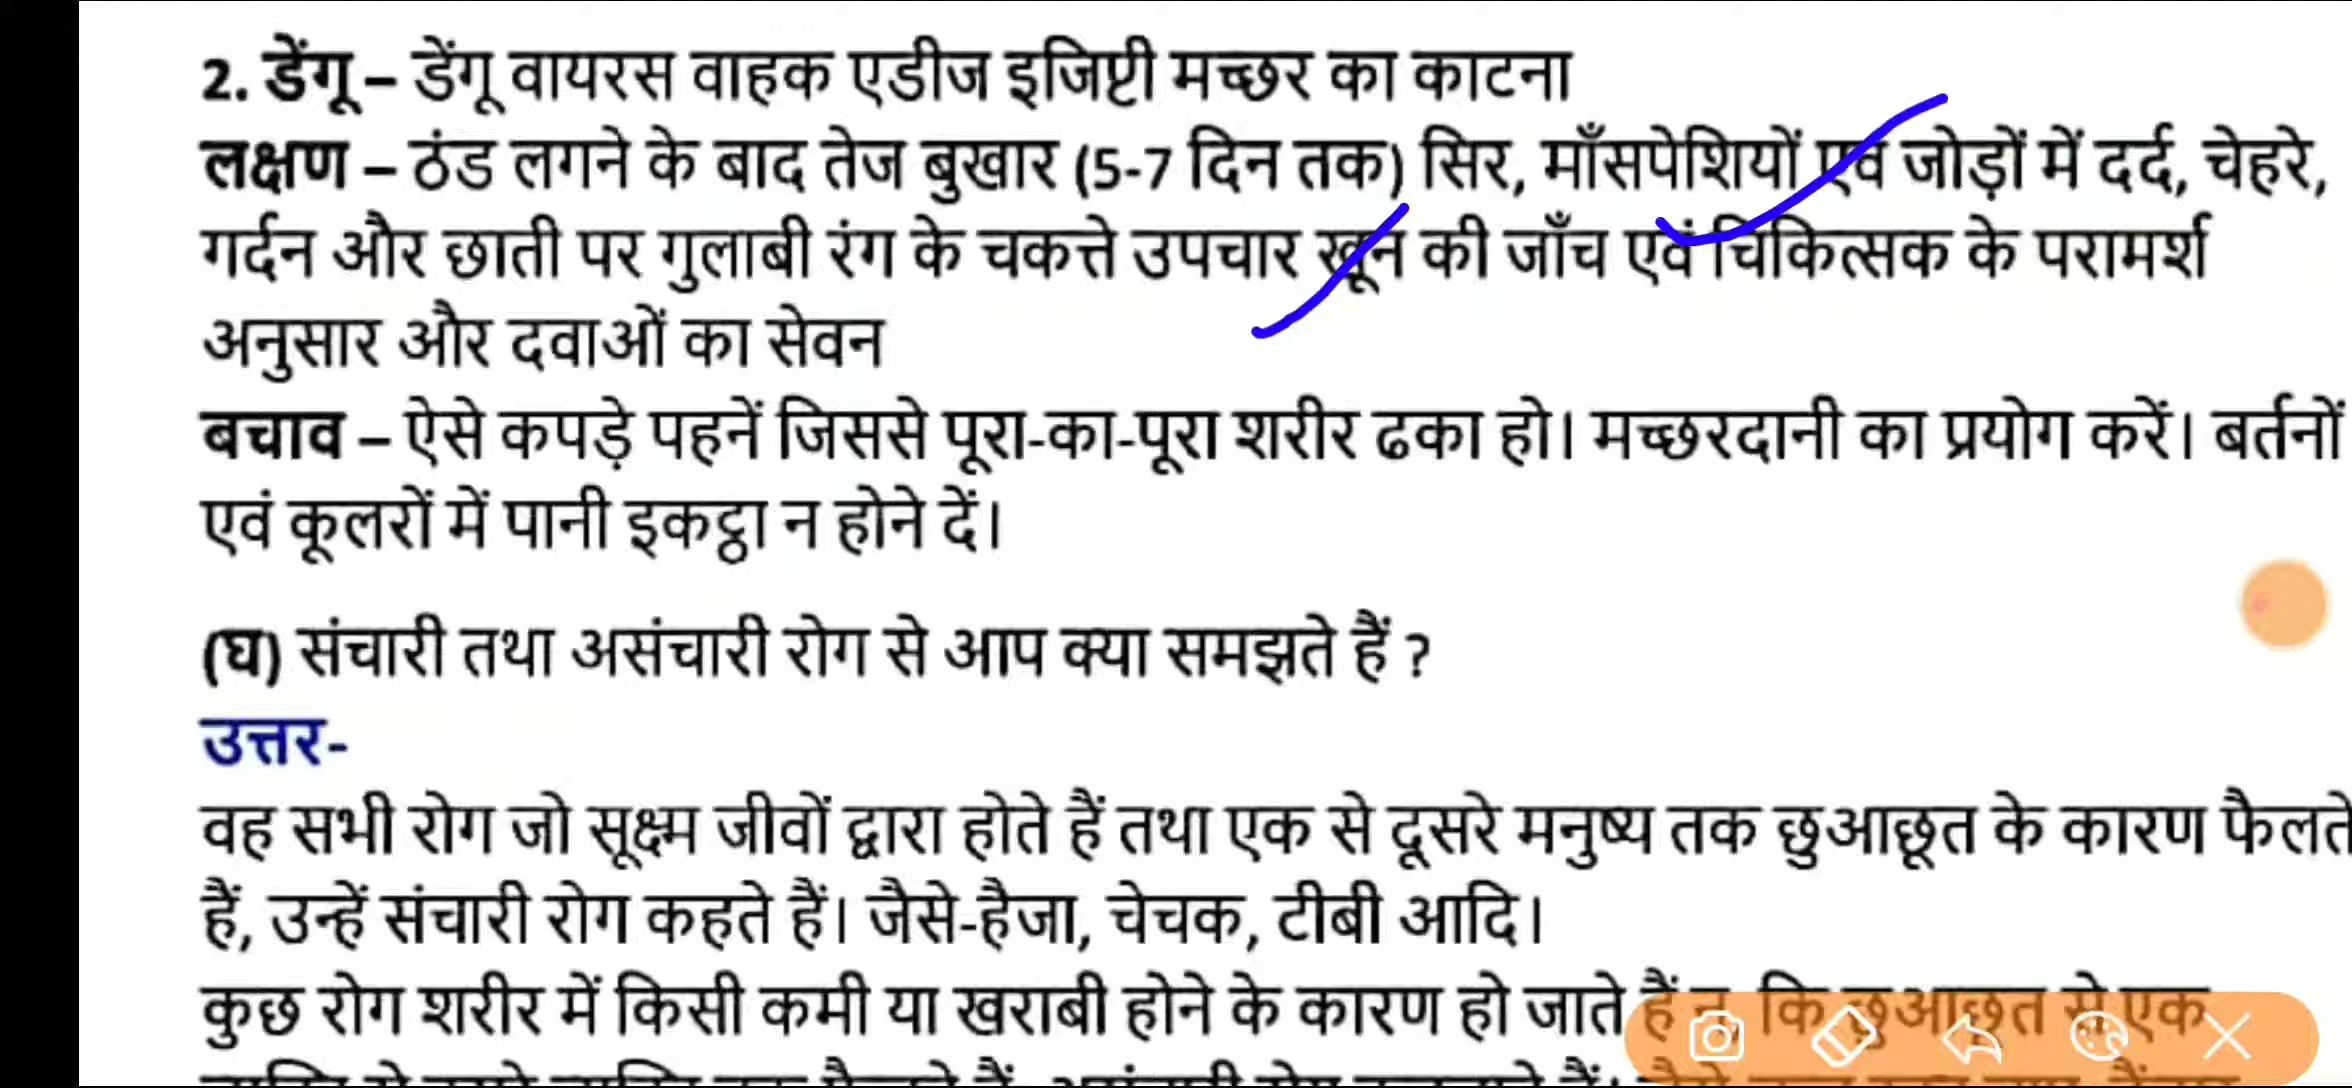 2. डेंगू – डेंगू वायरस वाहक एडीज इजिप्टी मच्छर का काटना
लक्षण – ठंड लगने के बाद तेज बुखार (5-7 दिन तक) सिर, माँसपेशियों एवं जोड़ों में दर्द, चेहरे,
गर्दन और छाती पर गुलाबी रंग के चकत्ते उपचार खून की जाँच एवं चिकित्सक के परामर्श
अनुसार और दवाओं का सेवन
बचाव – ऐसे कपड़े पहनें जिससे पूरा-का-पूरा शरीर ढका हो। मच्छरदानी का प्रयोग करें। बर्तनों
एवं कूलरों में पानी इकट्ठा न होने दें।
(घ) संचारी तथा असंचारी रोग से आप क्या समझते हैं ?
उत्तर-
वह सभी रोग जो सूक्ष्म जीवों द्वारा होते हैं तथा एक से दूसरे मनुष्य तक छुआछूत के कारण फैलते
हैं, उन्हें संचारी रोग कहते हैं। जैसे-हैजा, चेचक, टीबी आदि।
कुछ रोग शरीर में किसी कमी या खराबी होने के कारण हो जाते हैं न, कि छुआछूत से एक